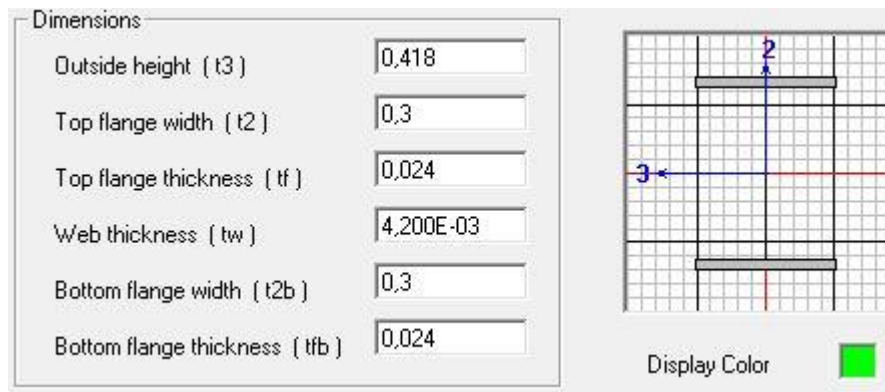 Dimensions
Outside height ( t3 ) 0,418
Top flange width ( t2 ) 0,3
Top flange thickness ( tf ) 0,024
Web thickness ( tw ) 4,200E-03
Bottom flange width ( t2b ) 0,3
Bottom flange thickness ( tfb ) 0,024
2
3
Display Color